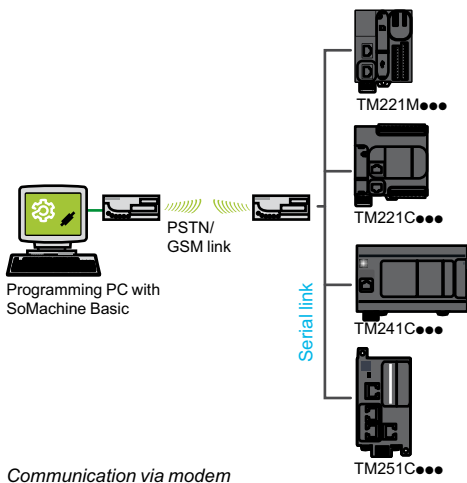 TM221M●●●
TM221C●●●
PSTN/
GSM link
Programming PC with
SoMachine Basic
Serial link
TM241C●●●
TM251C●●●
Communication via modem